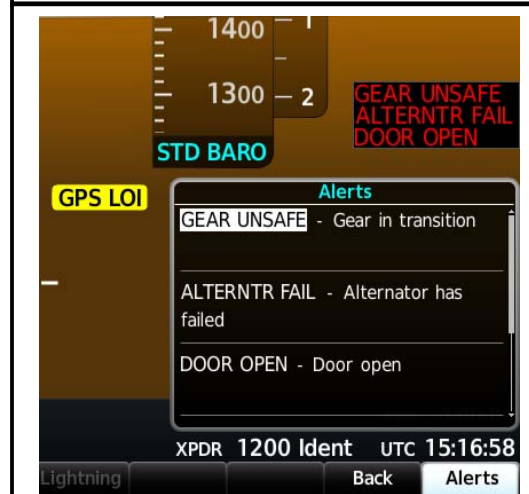 1400
1
1300
2
STD BARO
GEAR UNSAFE
ALTERNTR FAIL
DOOR OPEN
GPS LOI
Alerts
GEAR UNSAFE - Gear in transition
ALTERNTR FAIL - Alternator has
failed
DOOR OPEN - Door open
XPDR 1200 Ident UTC 15:16:58
Lightning Back Alerts